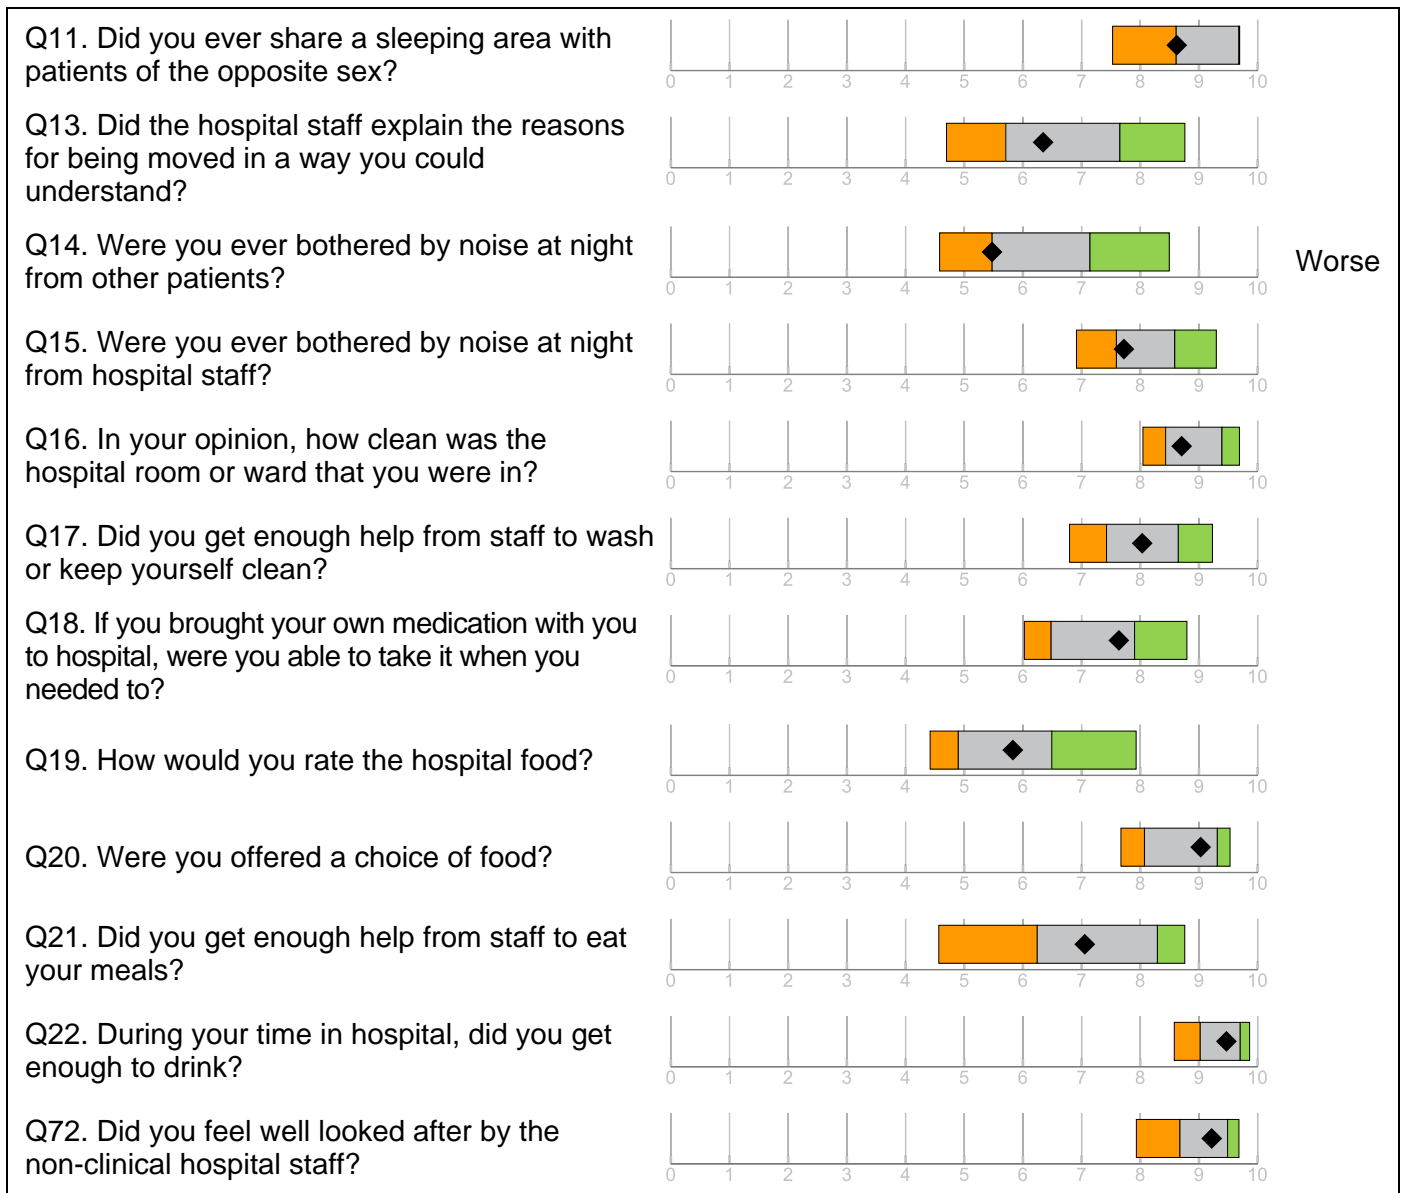 Q11. Did you ever share a sleeping area with
patients of the opposite sex?
0 1 2 3 4 5 6 7 8 9 10
Q13. Did the hospital staff explain the reasons
for being moved in a way you could
understand?
0 1 2 3 4 5 6 7 8 9 10
Q14. Were you ever bothered by noise at night
from other patients?
0 1 2 3 4 5 6 7 8 9 10
Worse
Q15. Were you ever bothered by noise at night
from hospital staff?
0 1 2 3 4 5 6 7 8 9 10
Q16. In your opinion, how clean was the
hospital room or ward that you were in?
0 1 2 3 4 5 6 7 8 9 10
Q17. Did you get enough help from staff to wash
or keep yourself clean?
0 1 2 3 4 5 6 7 8 9 10
Q18. If you brought your own medication with you
to hospital, were you able to take it when you
needed to?
0 1 2 3 4 5 6 7 8 9 10
Q19. How would you rate the hospital food?
0 1 2 3 4 5 6 7 8 9 10
Q20. Were you offered a choice of food?
0 1 2 3 4 5 6 7 8 9 10
Q21. Did you get enough help from staff to eat
your meals?
0 1 2 3 4 5 6 7 8 9 10
Q22. During your time in hospital, did you get
enough to drink?
0 1 2 3 4 5 6 7 8 9 10
Q72. Did you feel well looked after by the
non-clinical hospital staff?
0 1 2 3 4 5 6 7 8 9 10